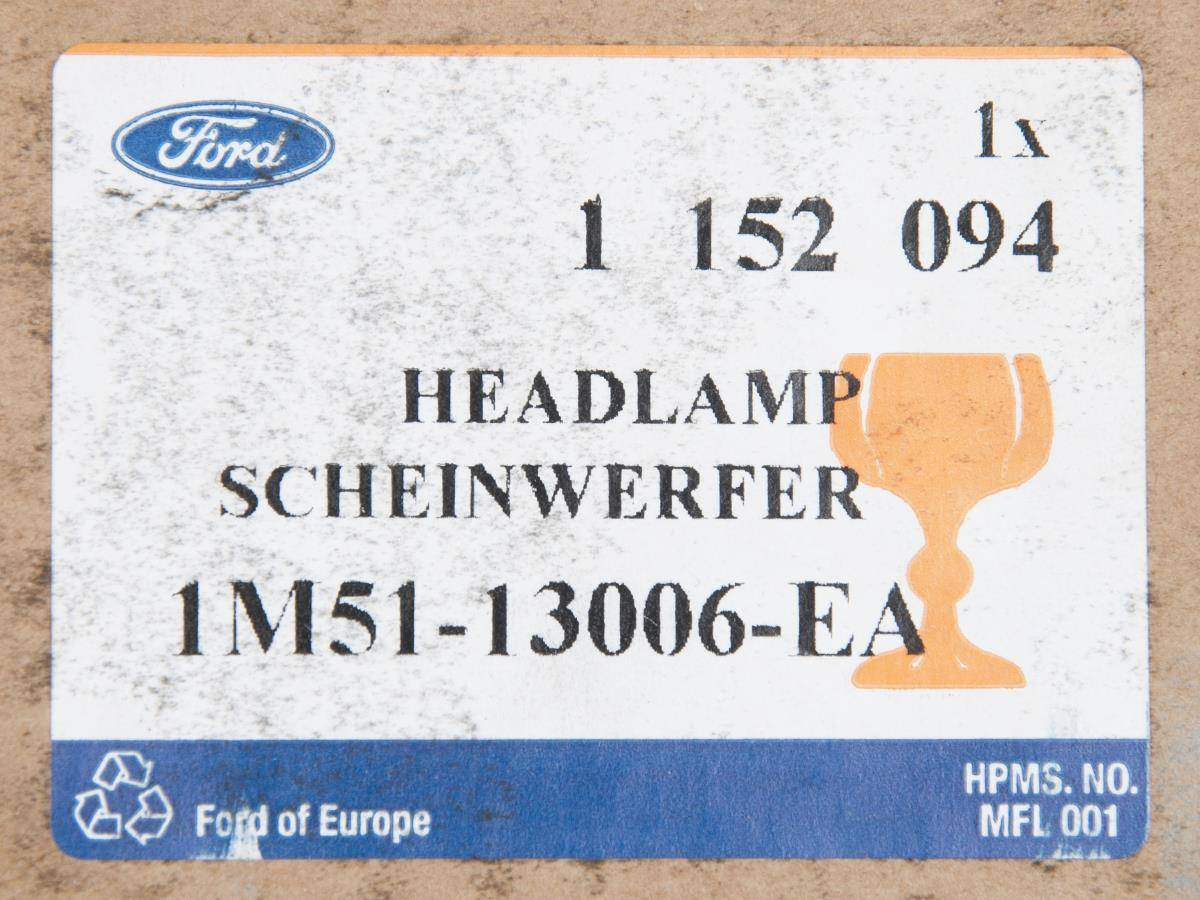 Ford
1x
1 152 094
HEADLAMP
SCHEINWERFER
1M51-13006-EA
Ford of Europe
HPMS. NO.
MFL 001